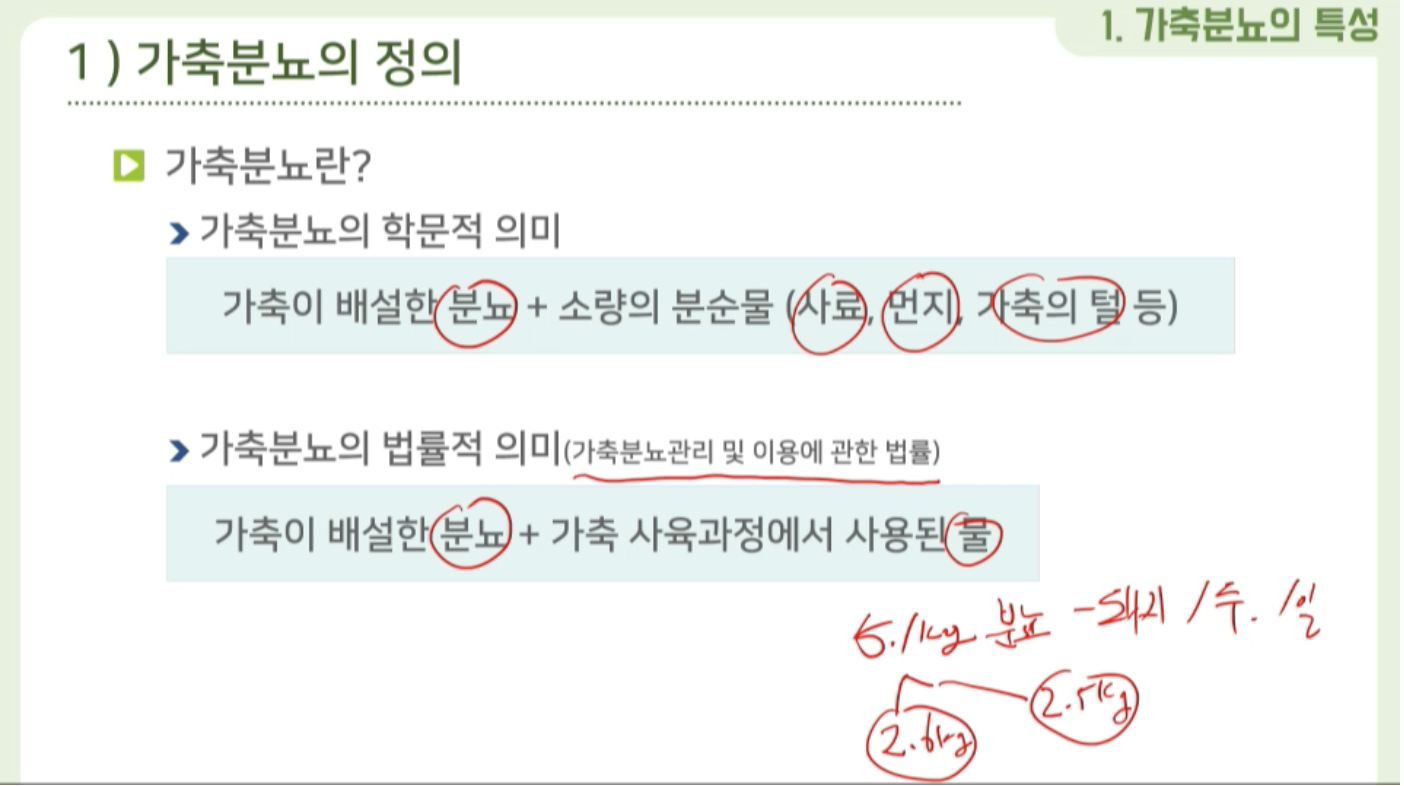 1. 가축분뇨의 특성
1 ) 가축분뇨의 정의
가축분뇨란?
가축분뇨의 학문적 의미
가축이 배설한 분뇨 + 소량의 분순물 (사료, 먼지, 가축의 털 등)
가축분뇨의 법률적 의미(가축분뇨관리 및 이용에 관한 법률)
가축이 배설한 분뇨 + 가축 사육과정에서 사용된 물
5.1kg 분뇨 - 돼지 /두. /일
2.5kg
2.6kg